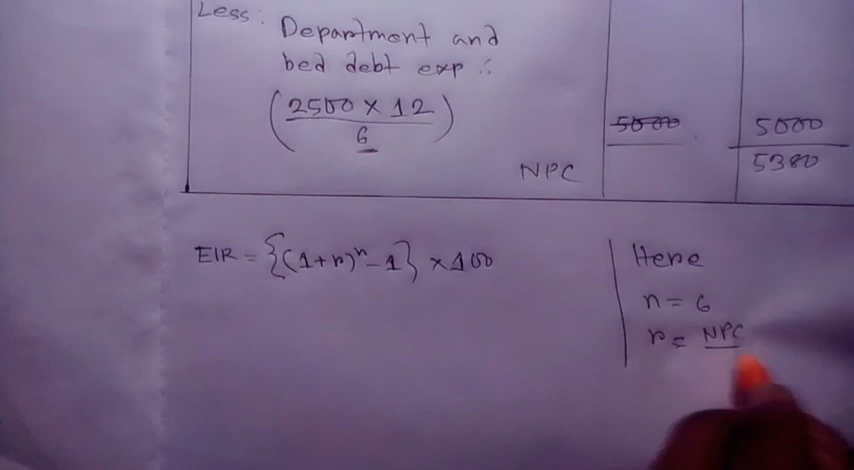 Less: Department and
bed debt exp ∴
(2500 × 12 / 6)
5000 5000
NPC 5380
EIR = {(1+r)^n - 1} × 100
Here
n = 6
r = NPC